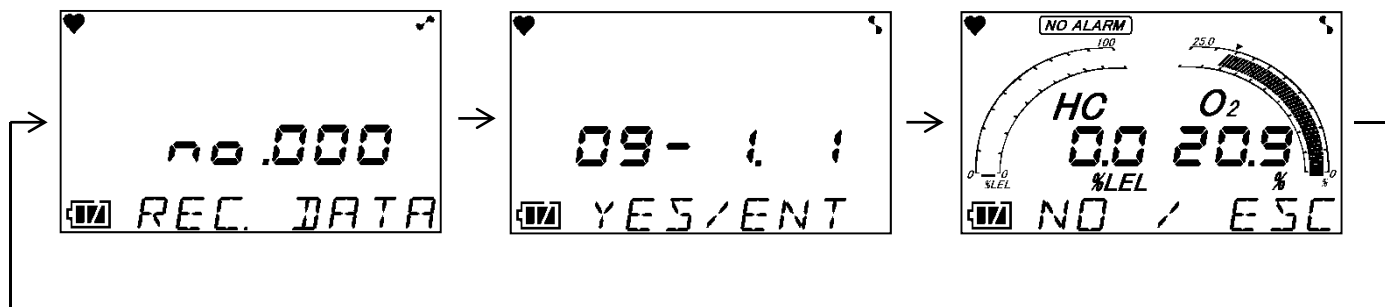 no.000
REC. DATA
09- 1. 1
YES/ENT
NO ALARM
100 25.0
HC O2
0.0 20.9
0 0 0
%LEL %LEL % %
NO / ESC